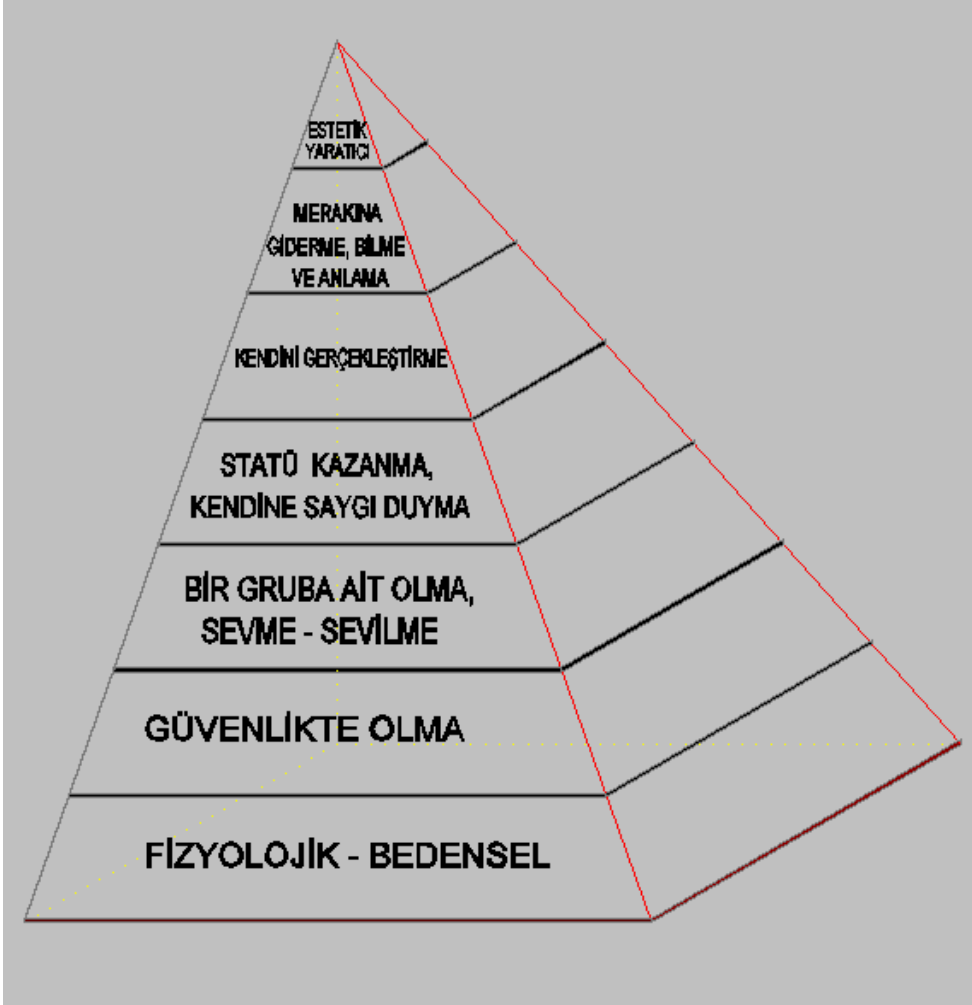 ESTETİK
YARATICI
MERAKINA
GİDERME, BİLME
VE ANLAMA
KENDİNİ GERÇEKLEŞTİRME
STATÜ KAZANMA,
KENDİNE SAYGI DUYMA
BİR GRUBA AİT OLMA,
SEVME - SEVİLME
GÜVENLİKTE OLMA
FİZYOLOJİK - BEDENSEL